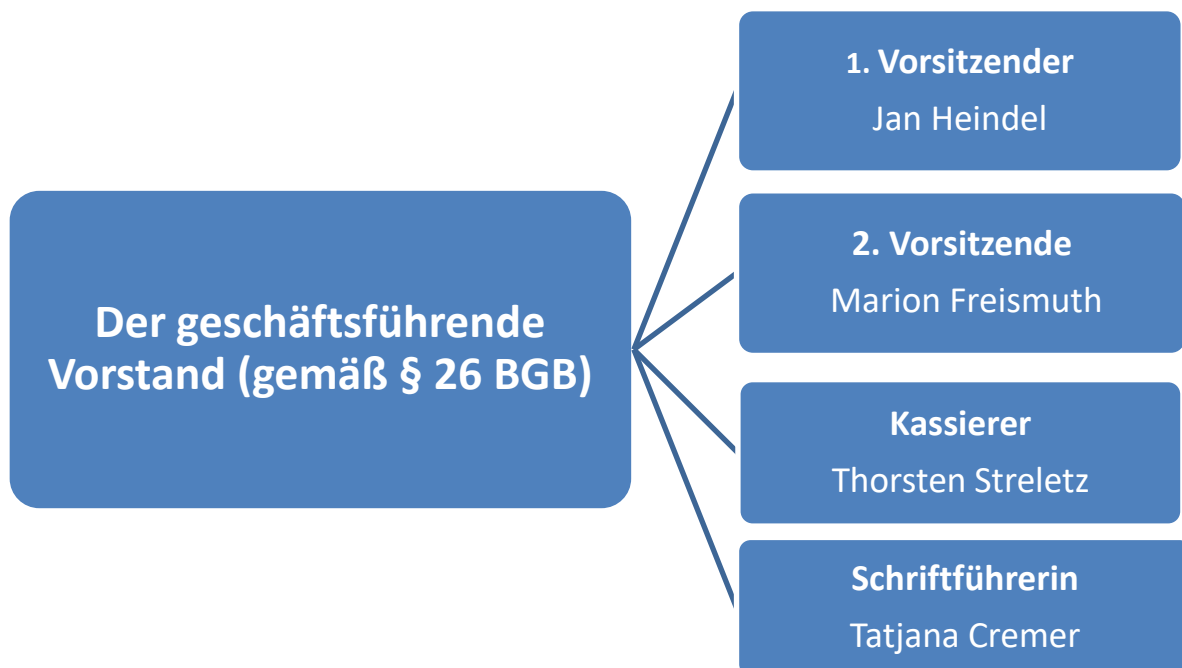 Der geschäftsführende
Vorstand (gemäß § 26 BGB)
1. Vorsitzender
Jan Heindel
2. Vorsitzende
Marion Freismuth
Kassierer
Thorsten Streletz
Schriftführerin
Tatjana Cremer